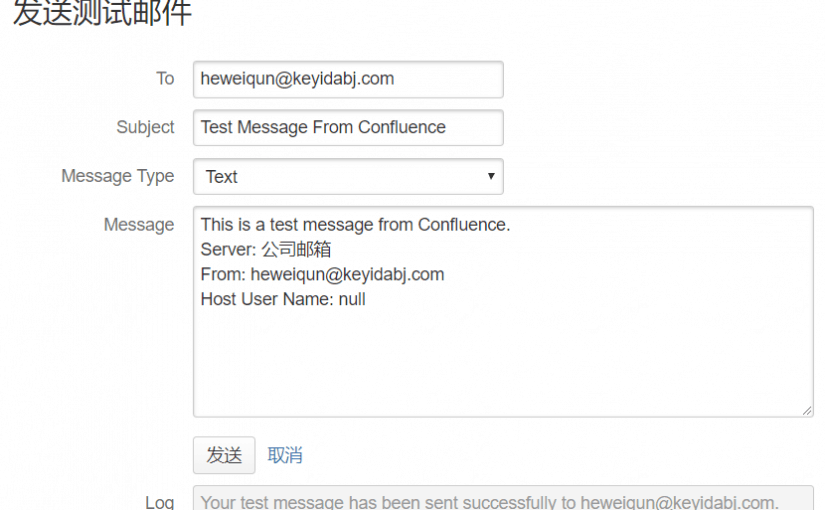 发送测试邮件
To heweiqun@keyidabj.com
Subject Test Message From Confluence
Message Type Text
Message This is a test message from Confluence.
Server: 公司邮箱
From: heweiqun@keyidabj.com
Host User Name: null
发送 取消
Log Your test message has been sent successfully to heweiqun@keyidabj.com.